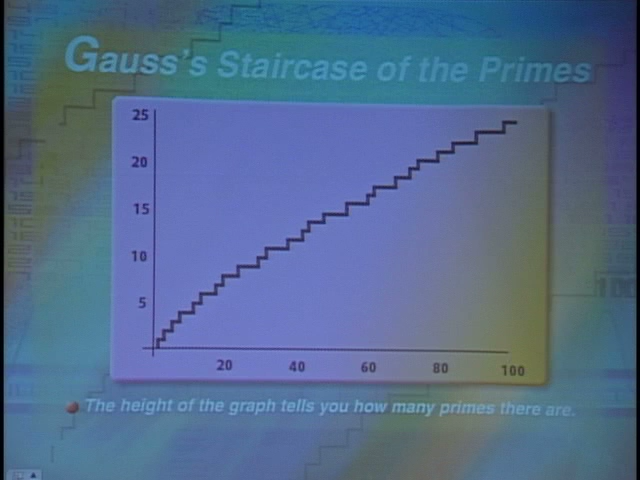 Gauss's Staircase of the Primes
25
20
15
10
5
20 40 60 80 100
The height of the graph tells you how many primes there are.